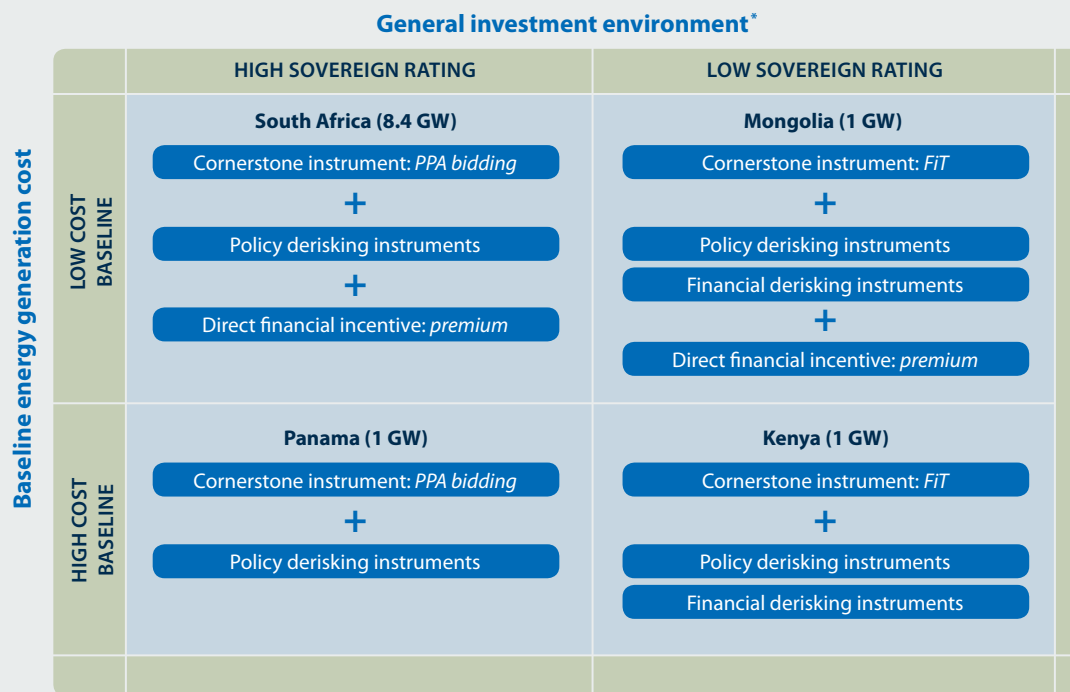 General investment environment*
HIGH SOVEREIGN RATING
LOW SOVEREIGN RATING
Baseline energy generation cost
LOW COST
BASELINE
South Africa (8.4 GW)
Cornerstone instrument: PPA bidding
+
Policy derisking instruments
+
Direct financial incentive: premium
Mongolia (1 GW)
Cornerstone instrument: FiT
+
Policy derisking instruments
Financial derisking instruments
+
Direct financial incentive: premium
HIGH COST
BASELINE
Panama (1 GW)
Cornerstone instrument: PPA bidding
+
Policy derisking instruments
Kenya (1 GW)
Cornerstone instrument: FiT
+
Policy derisking instruments
Financial derisking instruments